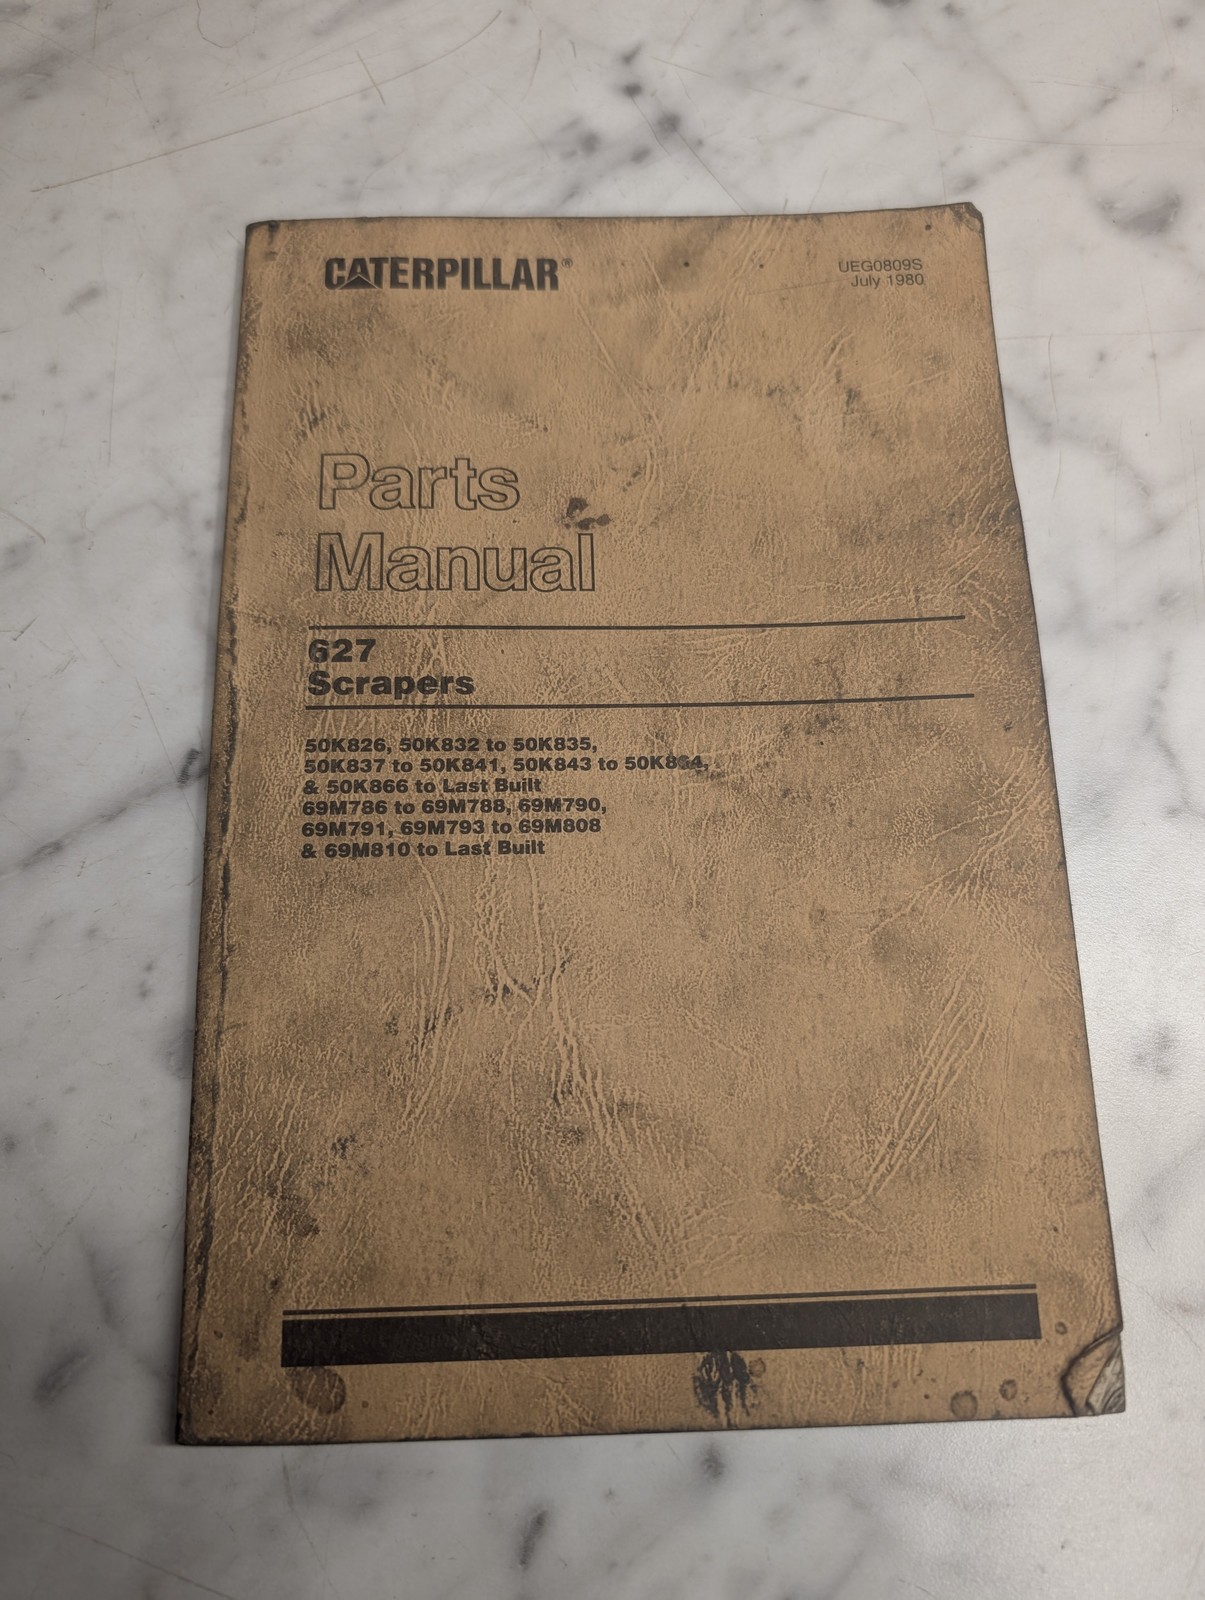 CATERPILLAR®
UEG0809S
July 1980
Parts
Manual
627
Scrapers
50K826, 50K832 to 50K835,
50K837 to 50K841, 50K843 to 50K864,
& 50K866 to Last Built
69M786 to 69M788, 69M790,
69M791, 69M793 to 69M808
& 69M810 to Last Built